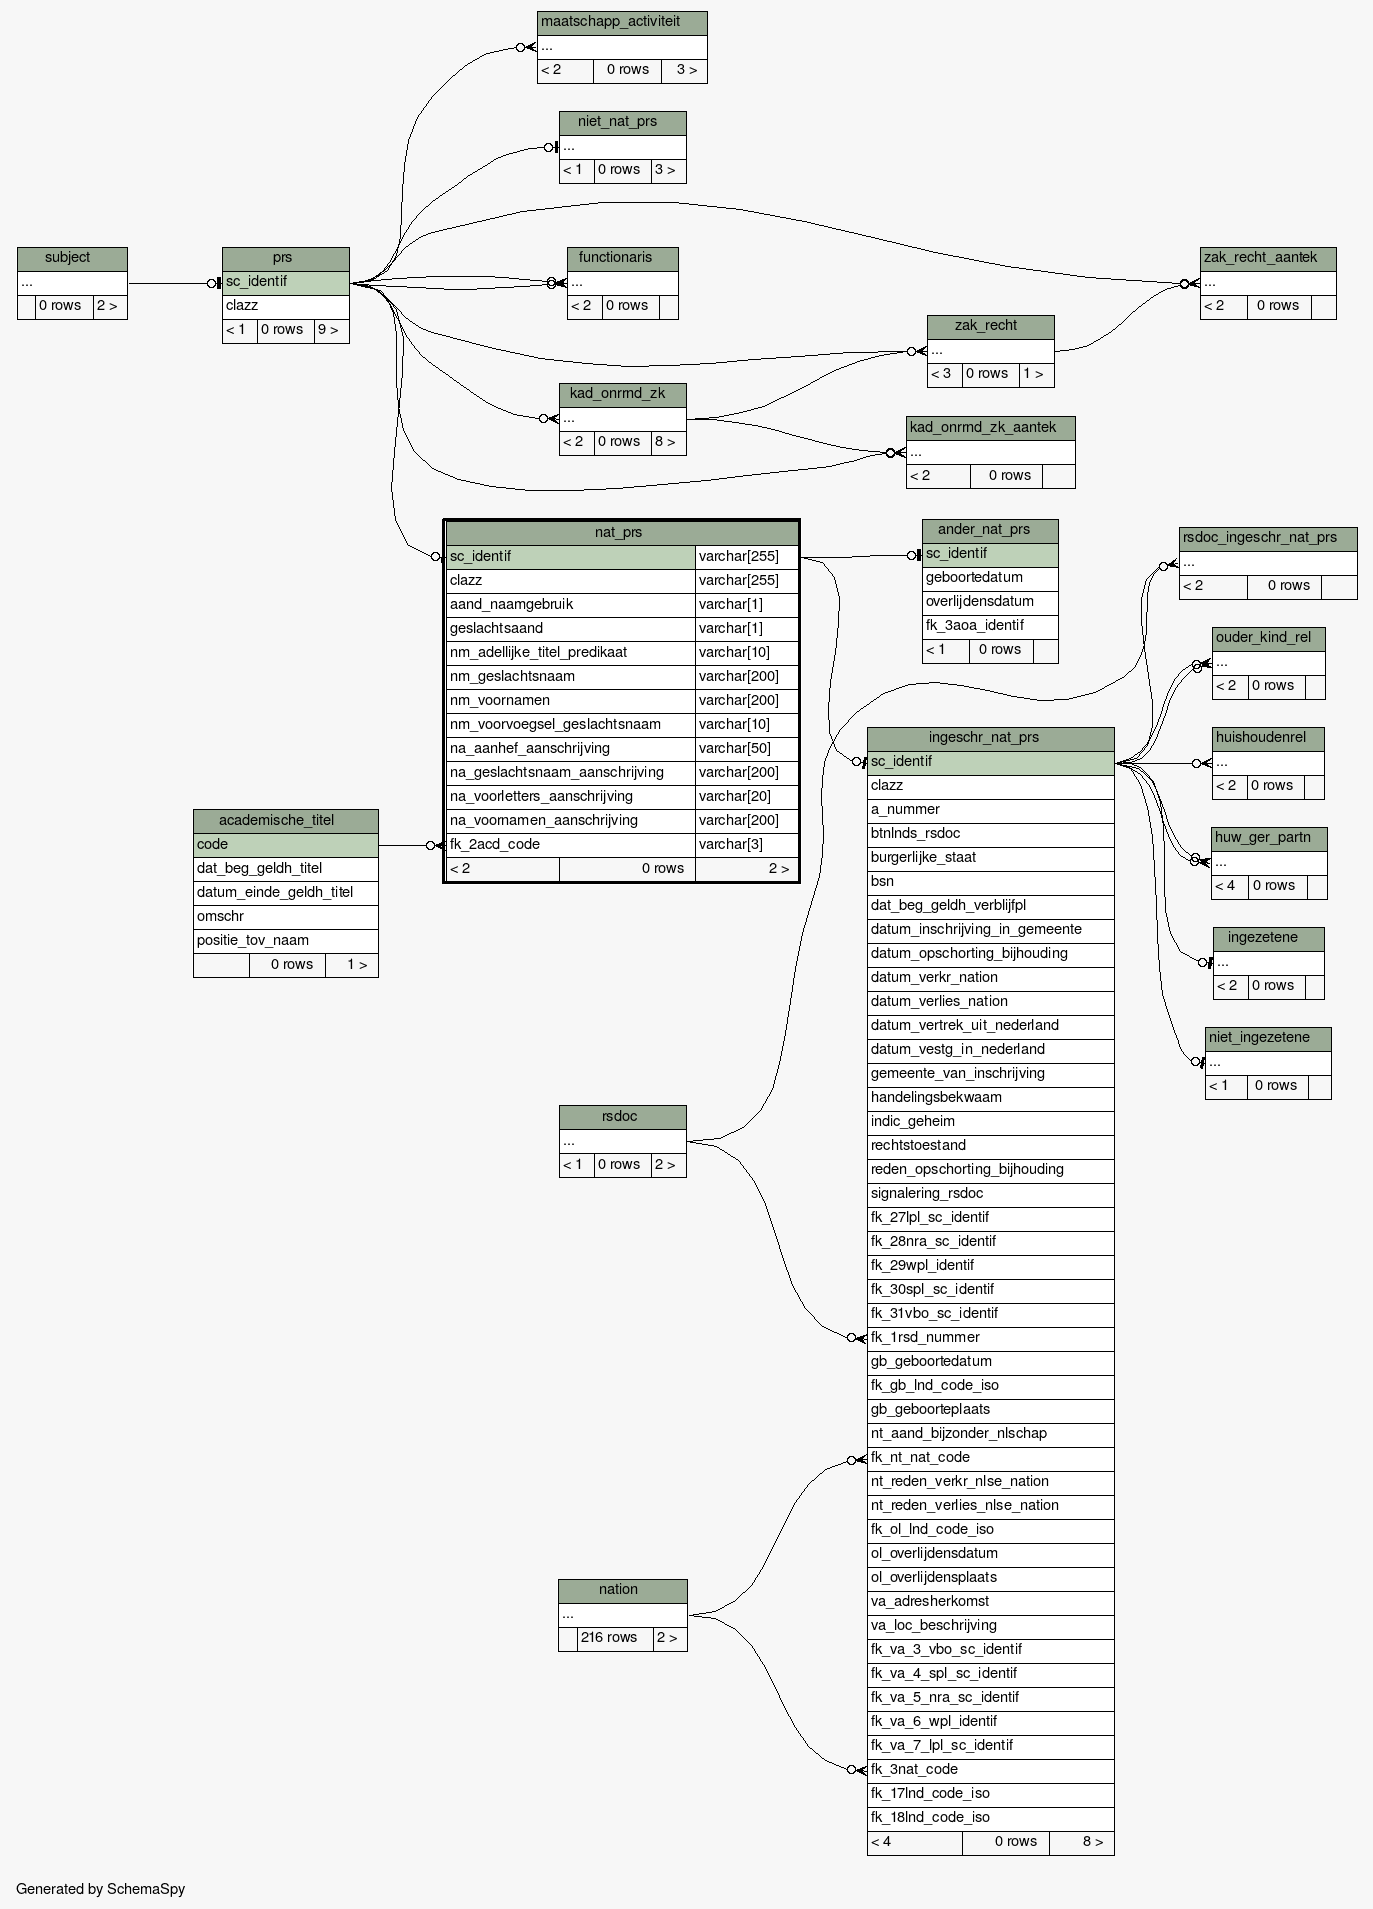 maatschapp_activiteit
...
< 2 0 rows 3 >
niet_nat_prs
...
< 1 0 rows 3 >
subject
...
0 rows 2 >
prs
sc_identif
clazz
< 1 0 rows 9 >
functionaris
...
< 2 0 rows
zak_recht_aantek
...
< 2 0 rows
zak_recht
...
< 3 0 rows 1 >
kad_onrrnd_zk
...
< 2 0 rows 8 >
kad_onrrnd_zk_aantek
...
< 2 0 rows
nat_prs
sc_identif varchar[255]
clazz varchar[255]
aand_naamgebruik varchar[1]
geslachtsaand varchar[1]
nm_adellijke_titel_predikaat varchar[10]
nm_geslachtsnaam varchar[200]
nm_voornamen varchar[200]
nm_voorvoegsel_geslachtsnaam varchar[10]
na_aanhef_aanschrijving varchar[50]
na_geslachtsnaam_aanschrijving varchar[200]
na_voorletters_aanschrijving varchar[20]
na_voornamen_aanschrijving varchar[200]
fk_2acd_code varchar[3]
< 2 0 rows 2 >
ander_nat_prs
sc_identif
geboortedatum
overlijdensdatum
fk_3aoa_identif
< 1 0 rows
rsdoc_ingeschr_nat_prs
...
< 2 0 rows
ouder_kind_rel
...
< 2 0 rows
huishoudenrel
...
< 2 0 rows
huw_ger_partn
...
< 4 0 rows
ingezetene
...
< 2 0 rows
niet_ingezetene
...
< 1 0 rows
academische_titel
code
dat_beg_geldh_titel
datum_einde_geldh_titel
omschr
positie_tov_naam
0 rows 1 >
ingeschr_nat_prs
sc_identif
clazz
a_nummer
btnlnds_rsdoc
burgerlijke_staat
bsn
dat_beg_geldh_verblijfpl
datum_inschrijving_in_gemeente
datum_opschorting_bijhouding
datum_verkr_nation
datum_verlies_nation
datum_vertrek_uit_nederland
datum_vestg_in_nederland
gemeente_van_inschrijving
handelingsbekwaam
indic_geheim
rechtstoestand
reden_opschorting_bijhouding
signalering_rsdoc
fk_27lpl_sc_identif
fk_28nra_sc_identif
fk_29wpl_identif
fk_30spl_sc_identif
fk_31vbo_sc_identif
fk_1rsd_nummer
gb_geboortedatum
fk_gb_lnd_code_iso
gb_geboorteplaats
nt_aand_bijzonder_nlschap
fk_nt_nat_code
nt_reden_verkr_nlse_nation
nt_reden_verlies_nlse_nation
fk_ol_lnd_code_iso
ol_overlijdensdatum
ol_overlijdensplaats
va_adresherkomst
va_loc_beschrijving
fk_va_3_vbo_sc_identif
fk_va_4_spl_sc_identif
fk_va_5_nra_sc_identif
fk_va_6_wpl_identif
fk_va_7_lpl_sc_identif
fk_3nat_code
fk_17lnd_code_iso
fk_18lnd_code_iso
< 4 0 rows 8 >
rsdoc
...
< 1 0 rows 2 >
nation
...
216 rows 2 >
Generated by SchemaSpy